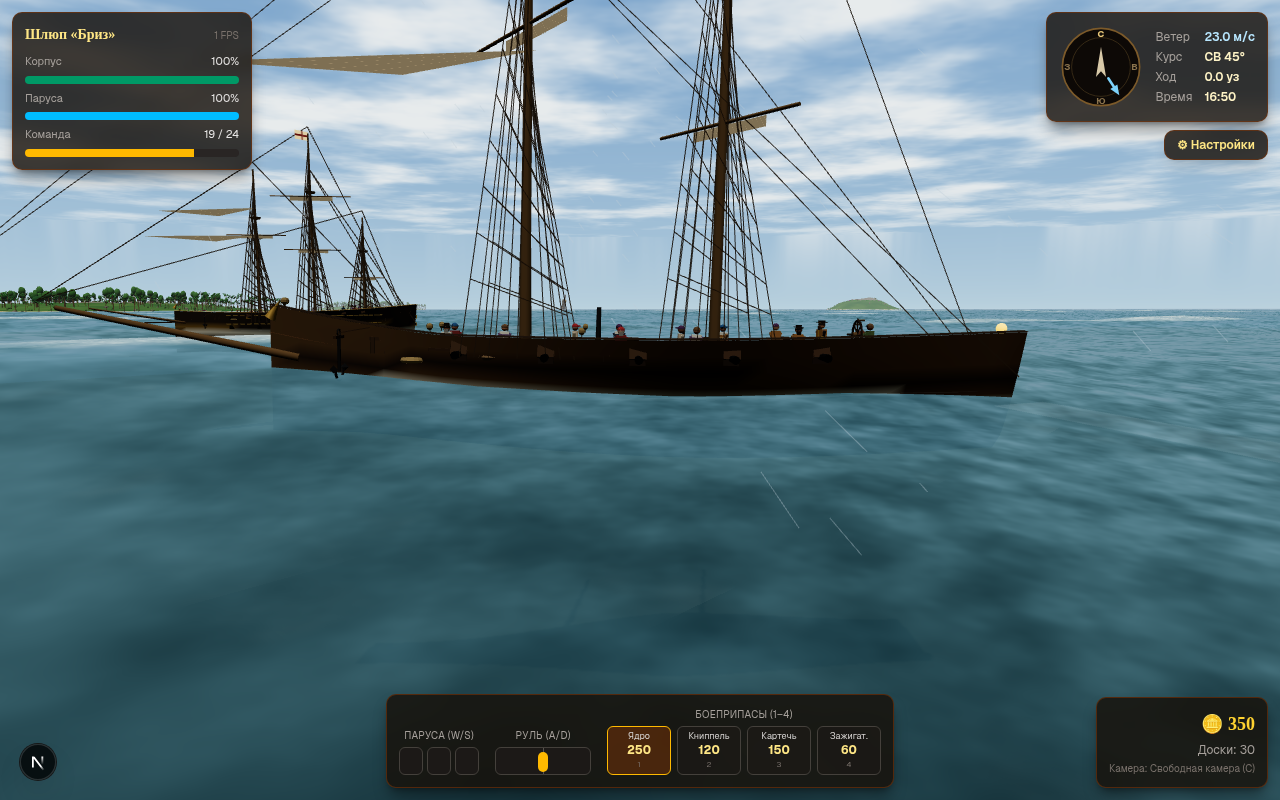 Шлюп «Бриз»
1 FPS
Корпус 100%
Паруса 100%
Команда 19 / 24
С
З В
Ю
Ветер 23.0 м/с
Курс СВ 45°
Ход 0.0 уз
Время 16:50
⚙ Настройки
БОЕПРИПАСЫ (1–4)
ПАРУСА (W/S)
РУЛЬ (A/D)
Ядро
250
1
Книппель
120
2
Картечь
150
3
Зажигат.
60
4
350
Доски: 30
Камера: Свободная камера (C)
N